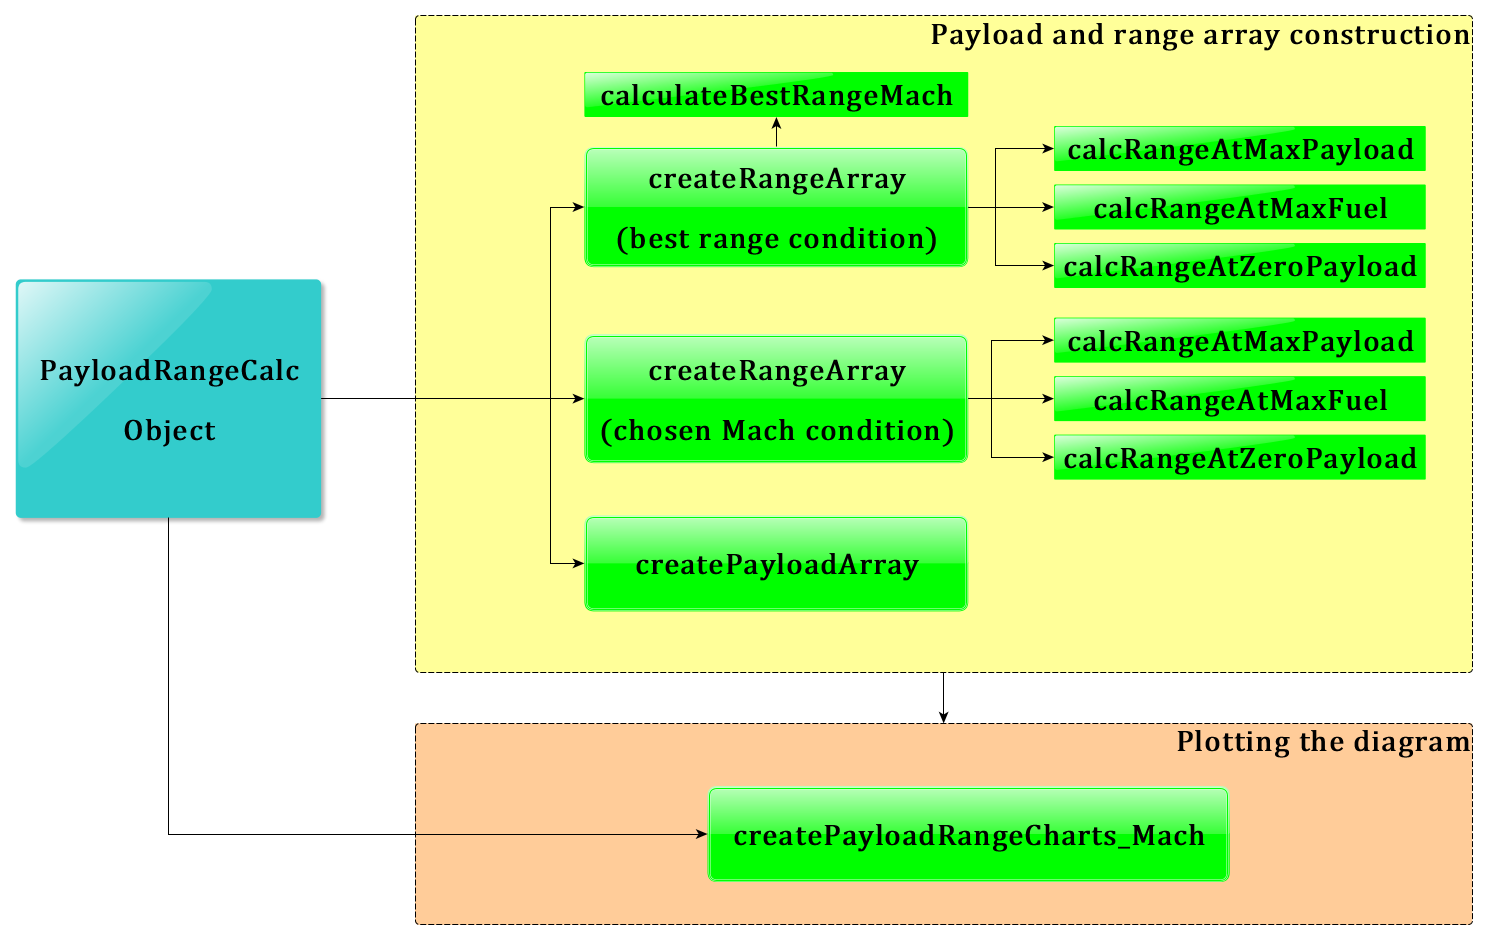 Payload and range array construction
calculateBestRangeMach
createRangeArray
(best range condition)
calcRangeAtMaxPayload
calcRangeAtMaxFuel
calcRangeAtZeroPayload
PayloadRangeCalc
Object
createRangeArray
(chosen Mach condition)
calcRangeAtMaxPayload
calcRangeAtMaxFuel
calcRangeAtZeroPayload
createPayloadArray
Plotting the diagram
createPayloadRangeCharts_Mach